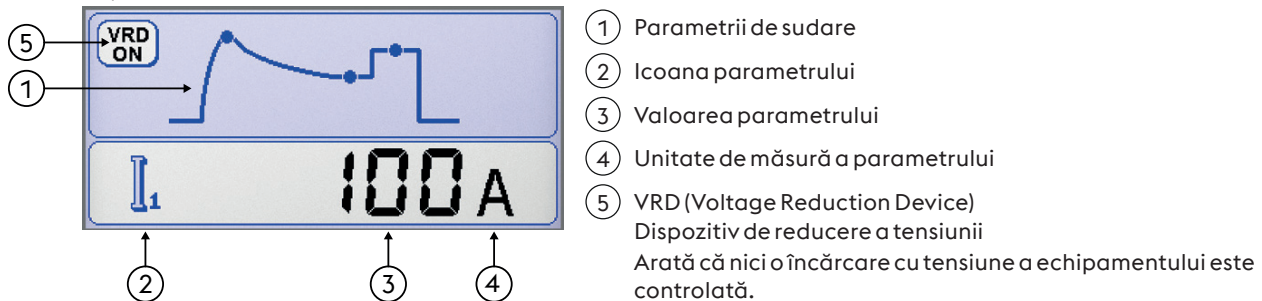 VRD
ON
5
1
I1
100 A
2
3
4
1 Parametrii de sudare
2 Icoana parametrului
3 Valoarea parametrului
4 Unitate de măsură a parametrului
5 VRD (Voltage Reduction Device)
Dispozitiv de reducere a tensiunii
Arată că nici o încărcare cu tensiune a echipamentului este
controlată.